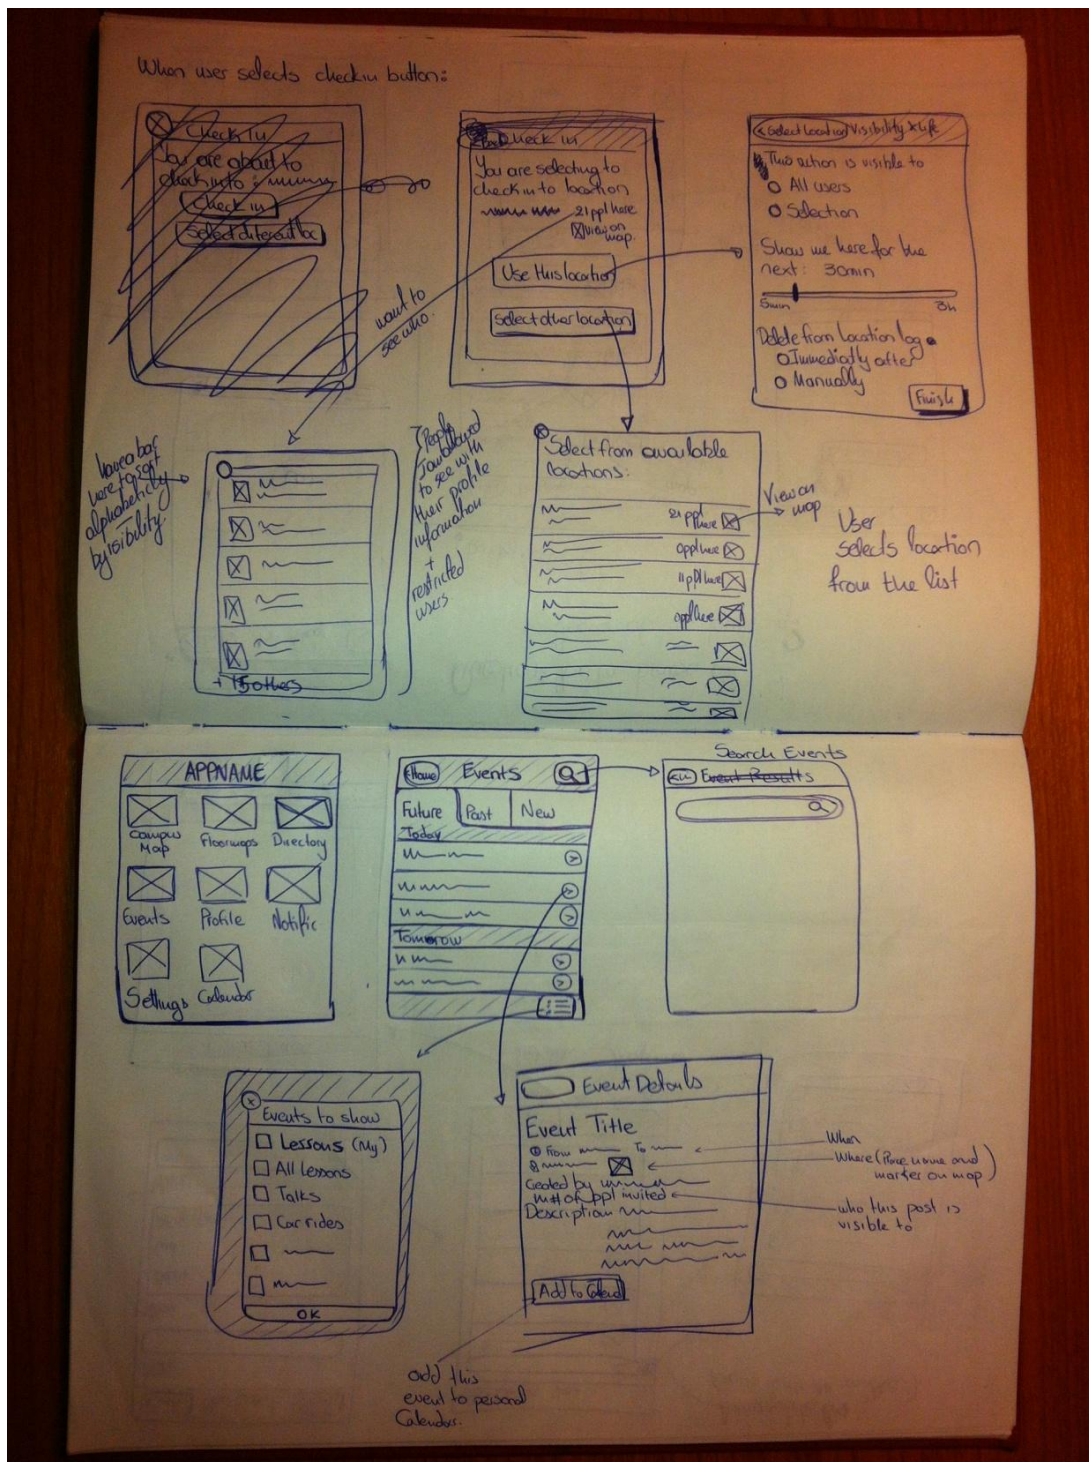 When user selects checkin button:
Check In
You are about to
check in to :
Check in
Select different loc
Check in
You are selecting to
check in to location
21 ppl here
View on
map.
Use this location
Select other location
want to
see who.
< Select location
Visibility & Life
This action is visible to
All users
Selection
Show me here for the
next: 30min
5min
3h
Delete from location log
Immediatly after
Manually
Finish
have a bar
here to sort
alphabeticly
by visibility.
+ 15 others
People
I'm allowed
to see with
their profile
information
+
restricted
users
Select from available
locations:
21 ppl
here
0 ppl here
11 ppl here
0 ppl here
View on
map
User
selects location
from the list
APPNAME
Campus
Map
Floormaps
Directory
Events
Profile
Notific
Settings
Calendar
<Home
Events
Future
Past
New
Today
Tomorrow
Search Events
Event Results
Events to show
Lessons (My)
All Lessons
Talks
Car rides
OK
Event Details
Event Title
From
To
Created by
# of ppl invited
Description
Add to Calend
When
Where (Place name and
marker on map)
who this post is
visible to
add this
event to personal
Calendar.